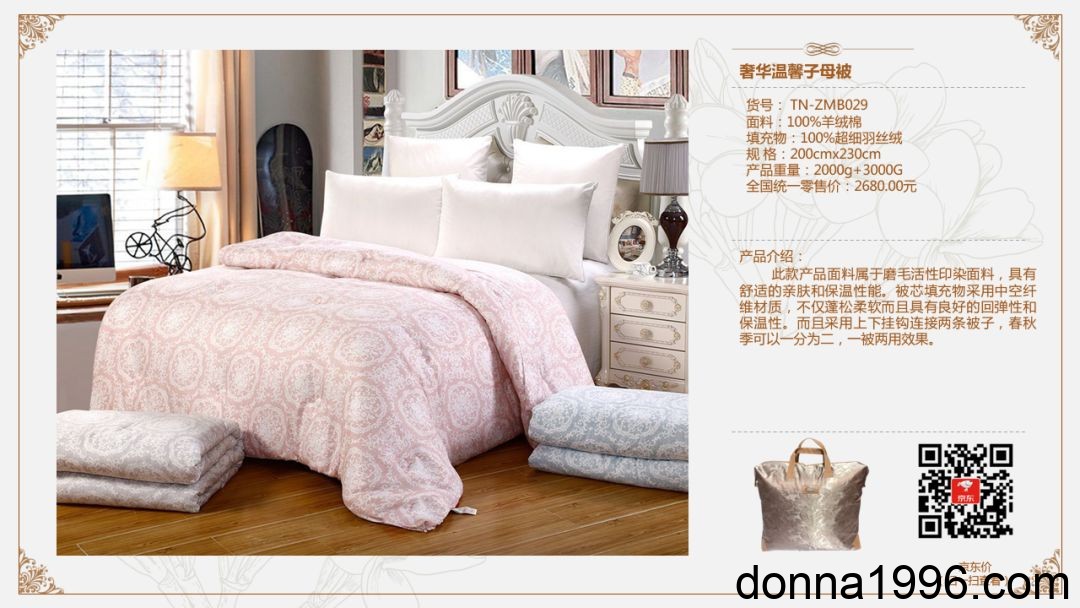 奢华温馨子母被
货号： TN-ZMB029
面料：100%羊绒棉
填充物：100%超细羽丝绒
规 格：200cmx230cm
产品重量：2000g+3000G
全国统一零售价：2680.00元
产品介绍：
此款产品面料属于磨毛活性印染面料，具有
舒适的亲肤和保温性能。被芯填充物采用中空纤
维材质，不仅蓬松柔软而且具有良好的回弹性和
保温性。而且采用上下挂钩连接两条被子，春秋
季可以一分为二，一被两用效果。
京东
京东价
扫查看
donna1996.com